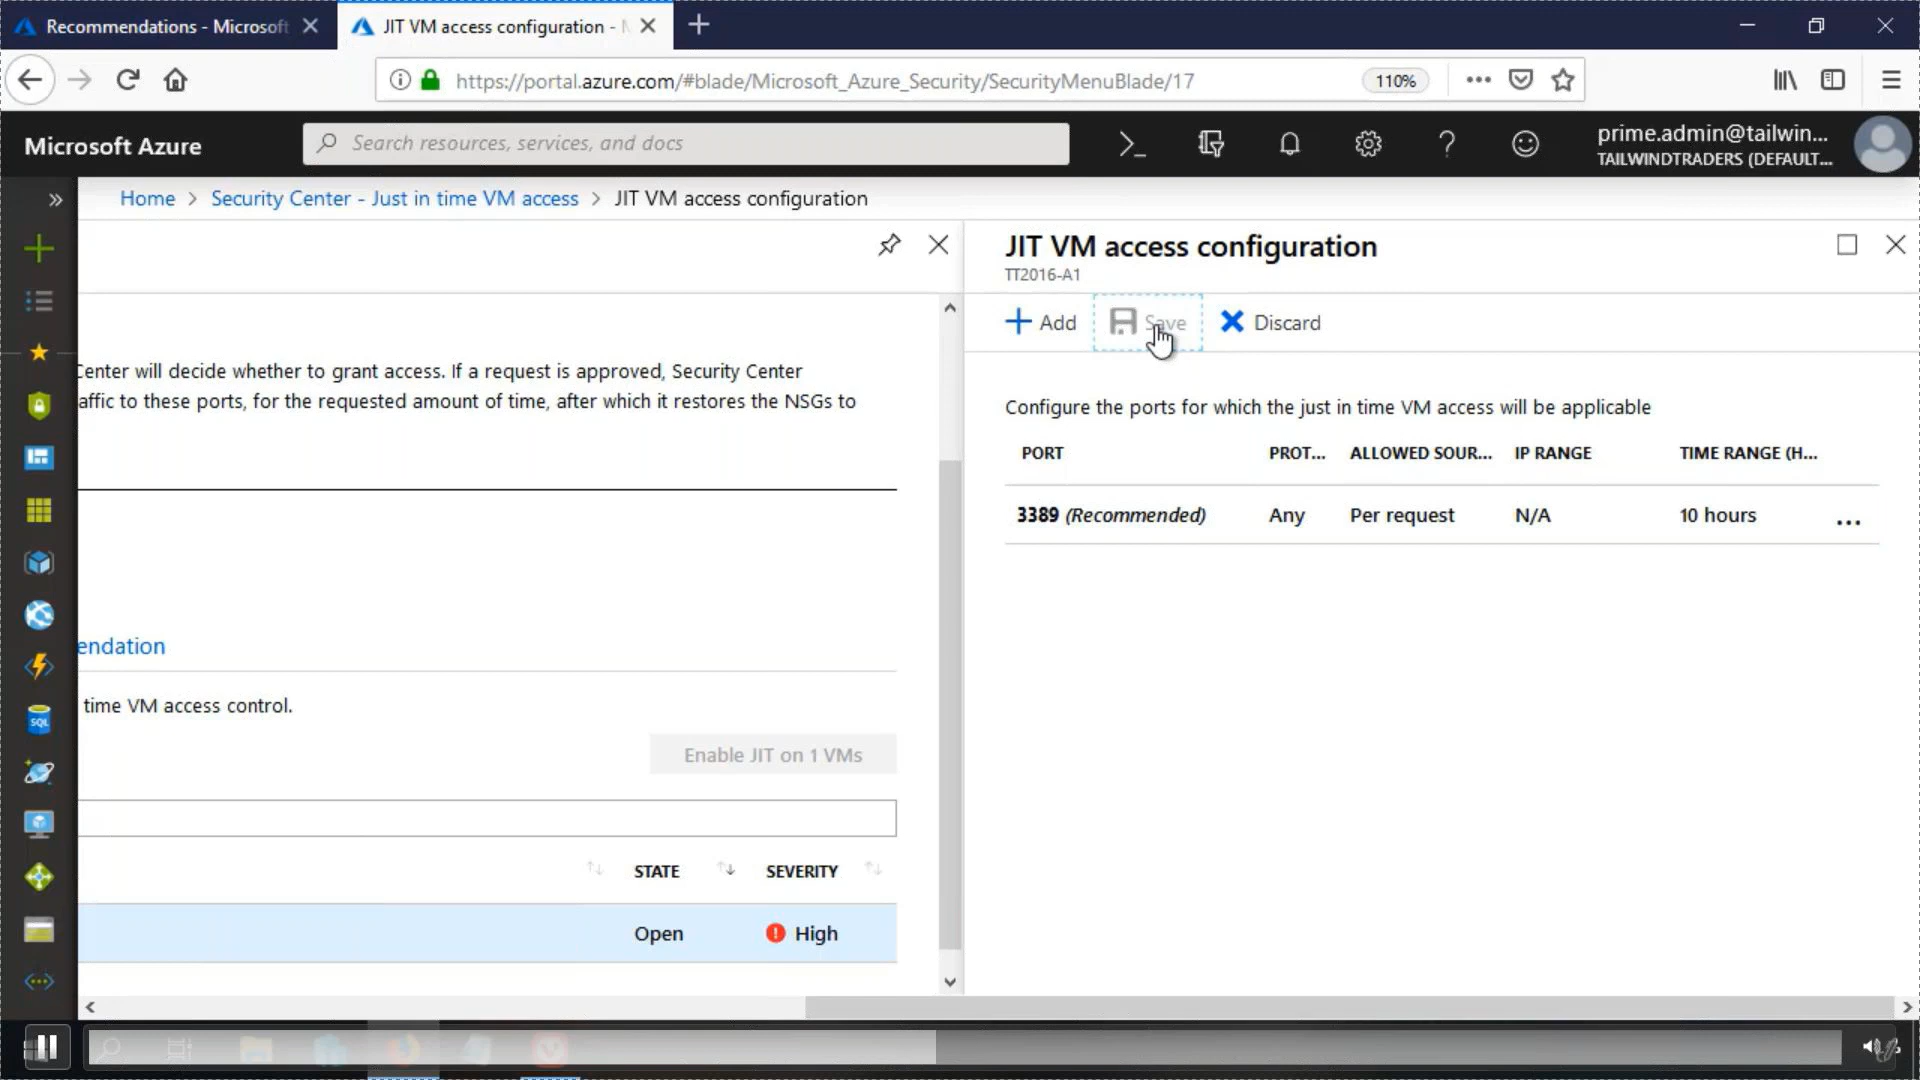 Recommendations - Microsoft
JIT VM access configuration - M
https://portal.azure.com/#blade/Microsoft_Azure_Security/SecurityMenuBlade/17
110%
Microsoft Azure
Search resources, services, and docs
prime.admin@tailwin...
TAILWINDTRADERS (DEFAULT...
Home > Security Center - Just in time VM access > JIT VM access configuration
Center will decide whether to grant access. If a request is approved, Security Center
affic to these ports, for the requested amount of time, after which it restores the NSGs to
endation
time VM access control.
Enable JIT on 1 VMs
STATE SEVERITY
Open High
JIT VM access configuration
TT2016-A1
Add Save Discard
Configure the ports for which the just in time VM access will be applicable
PORT PROT... ALLOWED SOUR... IP RANGE TIME RANGE (H...
3389 (Recommended) Any Per request N/A 10 hours ...
SQL